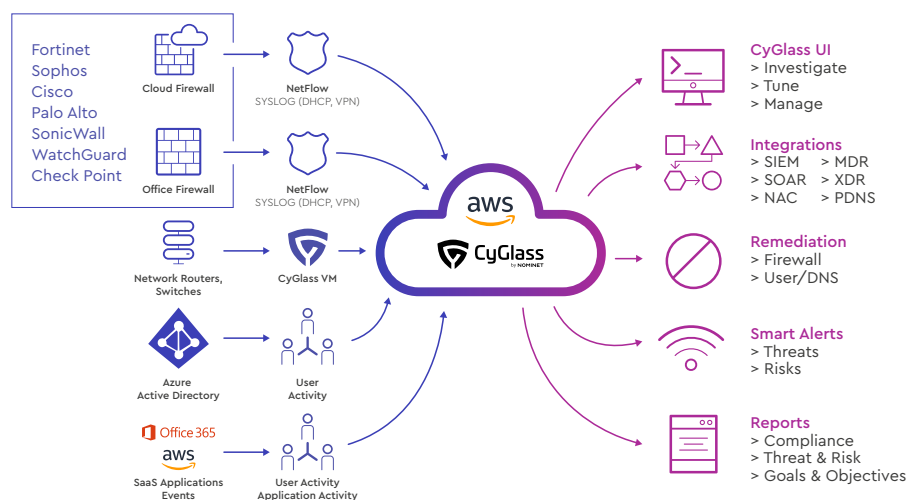 Fortinet
Sophos
Cisco
Palo Alto
SonicWall
WatchGuard
Check Point
Cloud Firewall
NetFlow
SYSLOG (DHCP, VPN)
Office Firewall
NetFlow
SYSLOG (DHCP, VPN)
Network Routers,
Switches
CyGlass VM
Azure
Active Directory
User
Activity
Office 365
aws
SaaS Applications
Events
User Activity
Application Activity
aws
CyGlass
by NOMINET
CyGlass UI
> Investigate
> Tune
> Manage
Integrations
> SIEM > MDR
> SOAR > XDR
> NAC > PDNS
Remediation
> Firewall
> User/DNS
Smart Alerts
> Threats
> Risks
Reports
> Compliance
> Threat & Risk
> Goals & Objectives